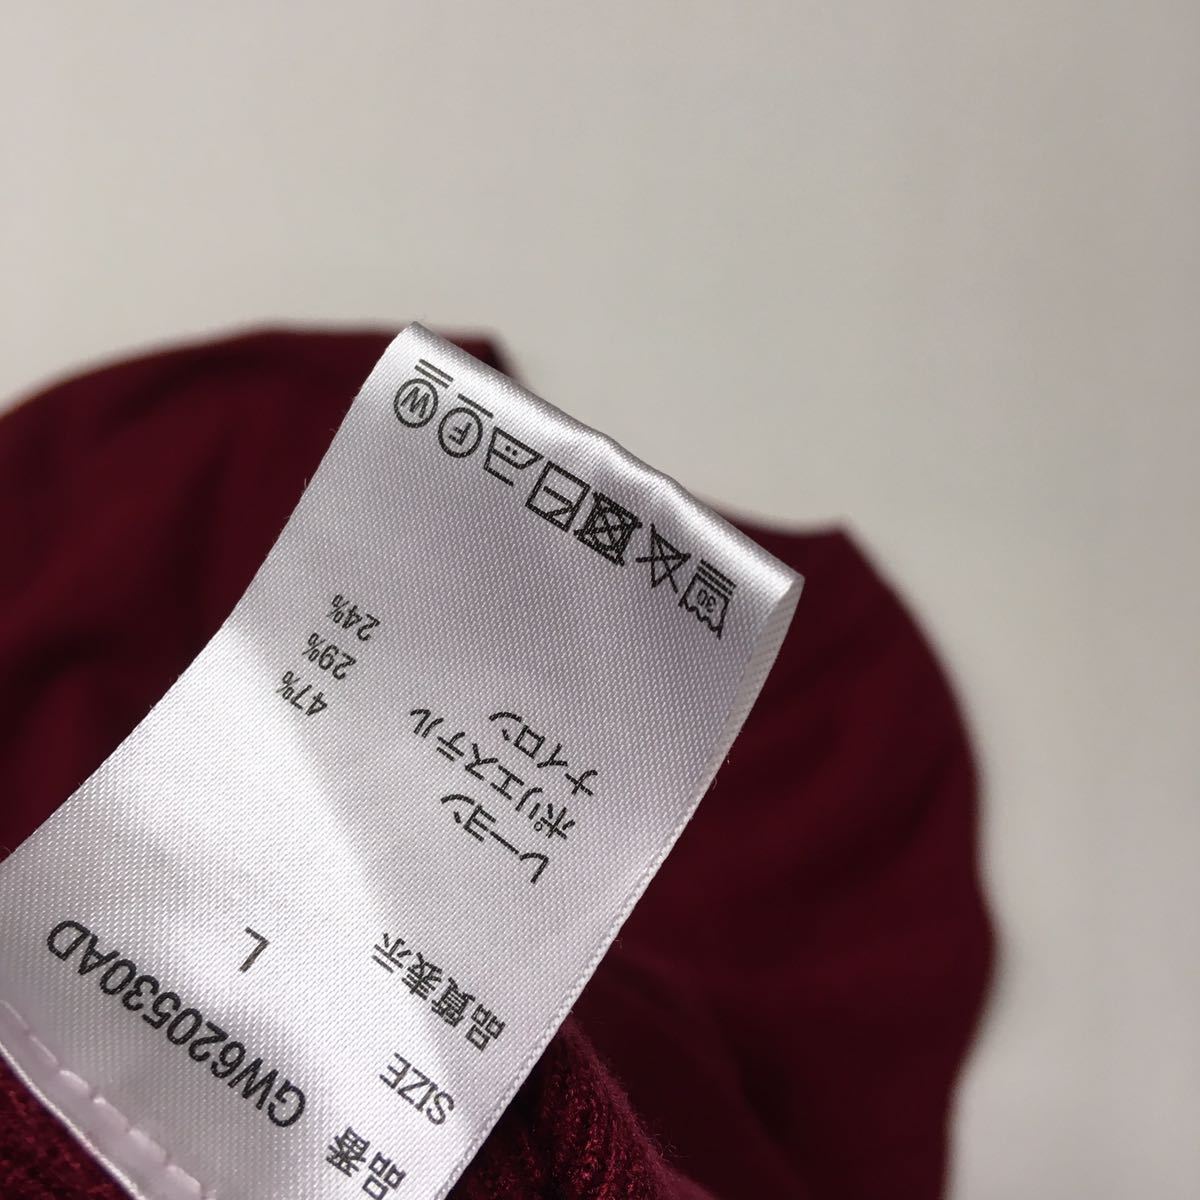 品番 GW620530AD
SIZE L
品質表示
レーヨン 47%
ポリエステル 29%
ナイロン 24%
30
F
W